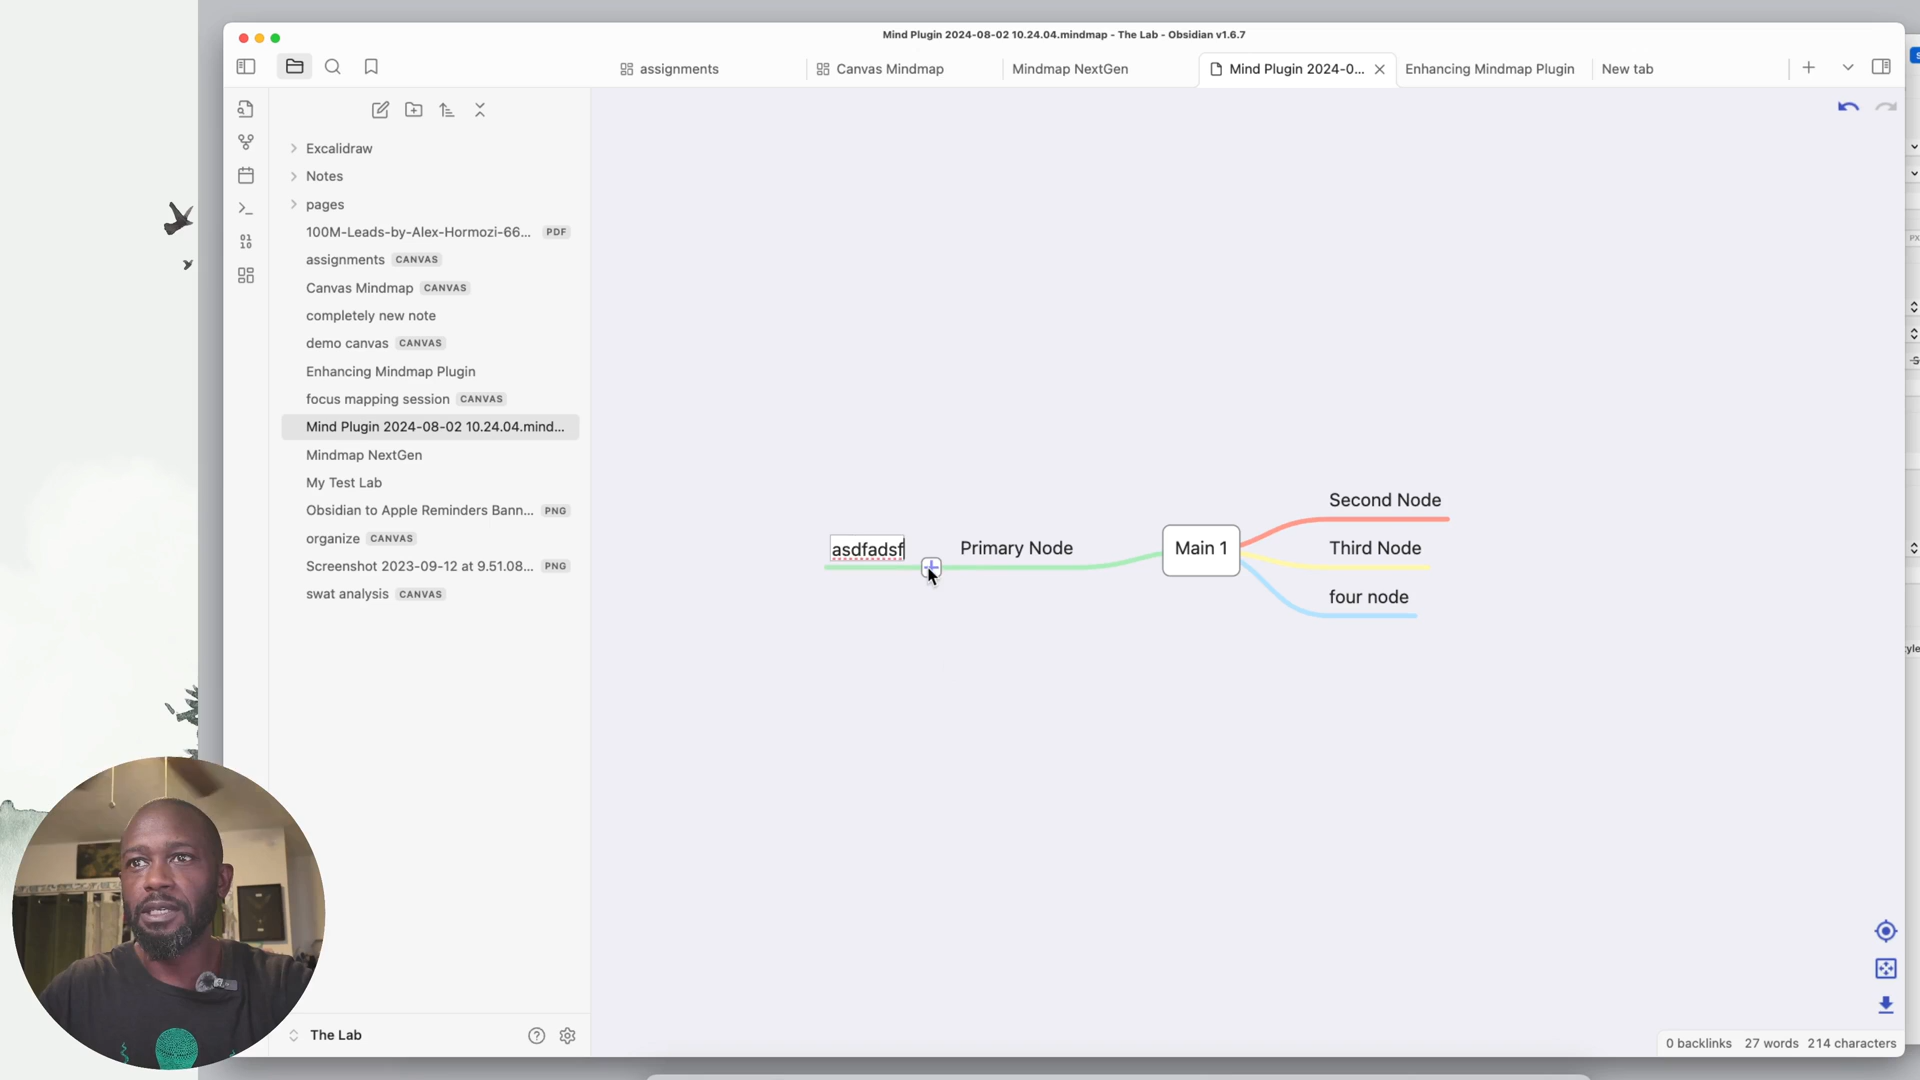 Mind Plugin 2024-08-02 10.24.04.mindmap - The Lab - Obsidian v1.6.7
assignments
Canvas Mindmap
Mindmap NextGen
Mind Plugin 2024-0...
Enhancing Mindmap Plugin
New tab
Excalidraw
Notes
pages
100M-Leads-by-Alex-Hormozi-66... PDF
assignments CANVAS
Canvas Mindmap CANVAS
completely new note
demo canvas CANVAS
Enhancing Mindmap Plugin
focus mapping session CANVAS
Mind Plugin 2024-08-02 10.24.04.mind...
Mindmap NextGen
My Test Lab
Obsidian to Apple Reminders Bann... PNG
organize CANVAS
Screenshot 2023-09-12 at 9.51.08... PNG
swat analysis CANVAS
The Lab
asdfadsf
Primary Node
Main 1
Second Node
Third Node
four node
0 backlinks 27 words 214 characters